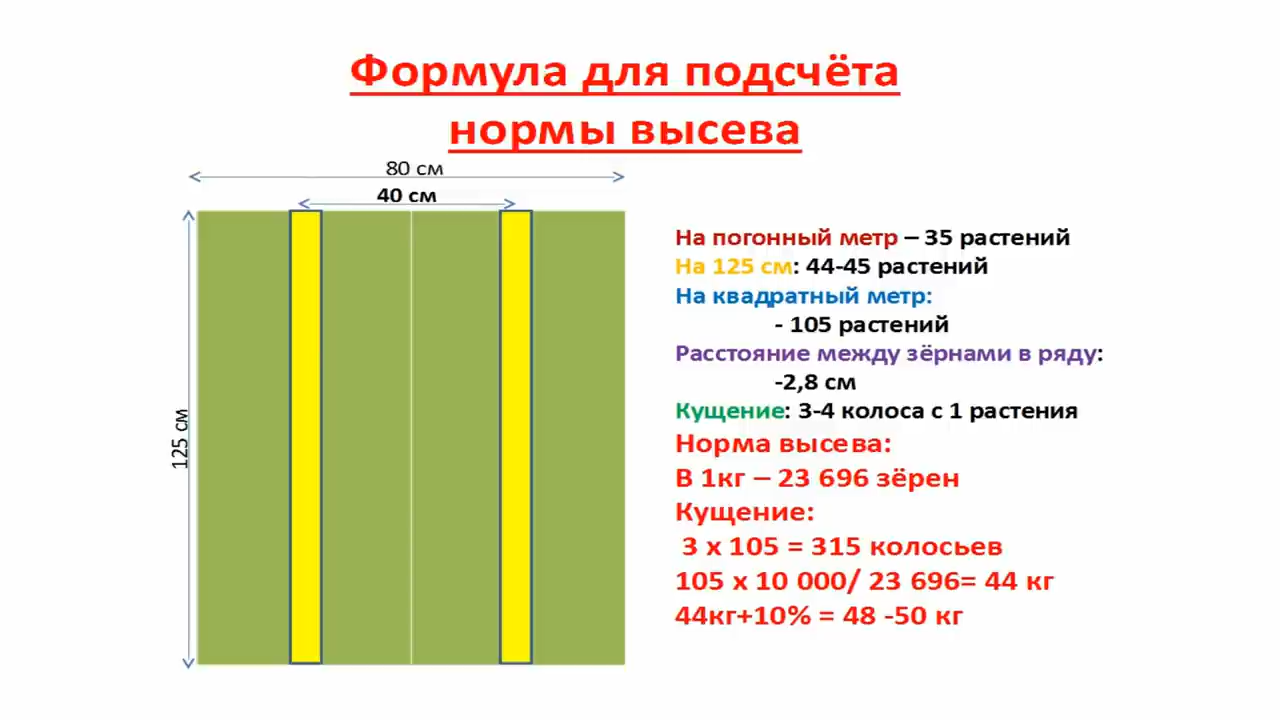 Формула для подсчёта
нормы высева
80 см
40 см
125 см
На погонный метр – 35 растений
На 125 см: 44-45 растений
На квадратный метр:
- 105 растений
Расстояние между зёрнами в ряду:
-2,8 см
Кущение: 3-4 колоса с 1 растения
Норма высева:
В 1кг – 23 696 зёрен
Кущение:
3 х 105 = 315 колосьев
105 х 10 000/ 23 696= 44 кг
44кг+10% = 48 -50 кг